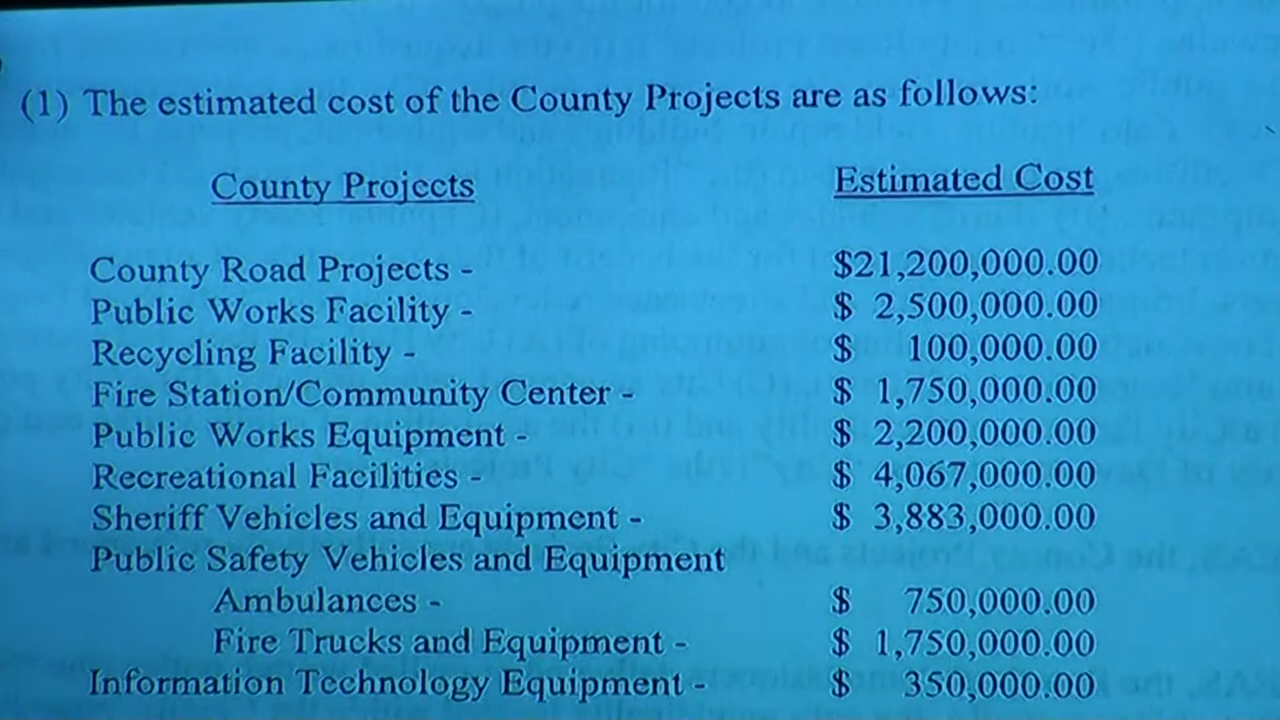 (1) The estimated cost of the County Projects are as follows:
County Projects Estimated Cost
County Road Projects - $21,200,000.00
Public Works Facility - $ 2,500,000.00
Recycling Facility - $ 100,000.00
Fire Station/Community Center - $ 1,750,000.00
Public Works Equipment - $ 2,200,000.00
Recreational Facilities - $ 4,067,000.00
Sheriff Vehicles and Equipment - $ 3,883,000.00
Public Safety Vehicles and Equipment
Ambulances - $ 750,000.00
Fire Trucks and Equipment - $ 1,750,000.00
Information Technology Equipment - $ 350,000.00